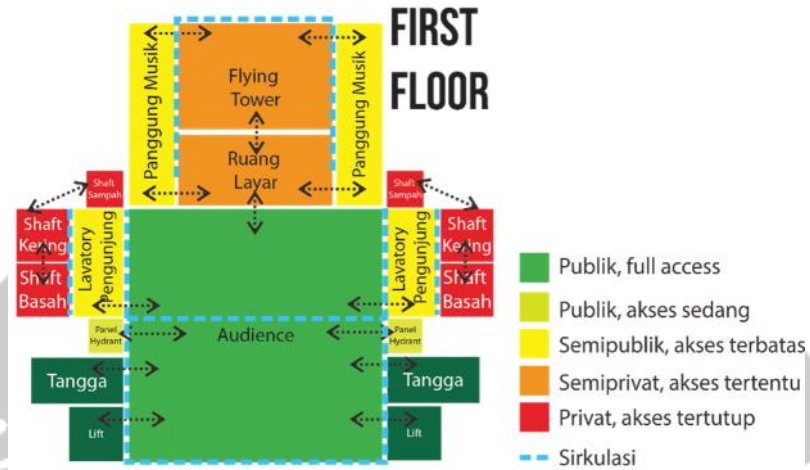 FIRST
FLOOR
Panggung Musik
Flying
Tower
Panggung Musik
Ruang
Layar
Shaft
Sampah
Shaft
Sampah
Shaft
Kering
Lavatory
Pengunjung
Lavatory
Pengunjung
Shaft
Kering
Shaft
Basah
Shaft
Basah
Panel
Hydrant
Audience
Panel
Hydrant
Tangga
Tangga
Lift
Lift
Publik, full access
Publik, akses sedang
Semipublik, akses terbatas
Semiprivat, akses tertentu
Privat, akses tertutup
Sirkulasi